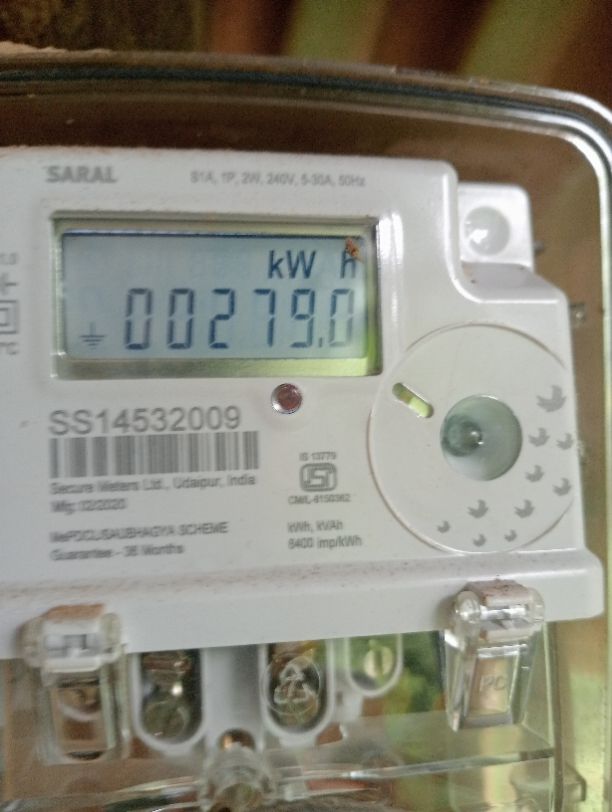 SARAL
S1A, 1P, 2W, 240V, 5-30A, 50Hz
kW h
00279.0
SS14532009
Secure Meters Ltd., Udaipur, India
Mfg: 12/2020
IS 13779
CM/L-8150362
MePDCL/SAUBHAGYA SCHEME
Guarantee - 36 Months
kWh, kVAh
6400 imp/kWh